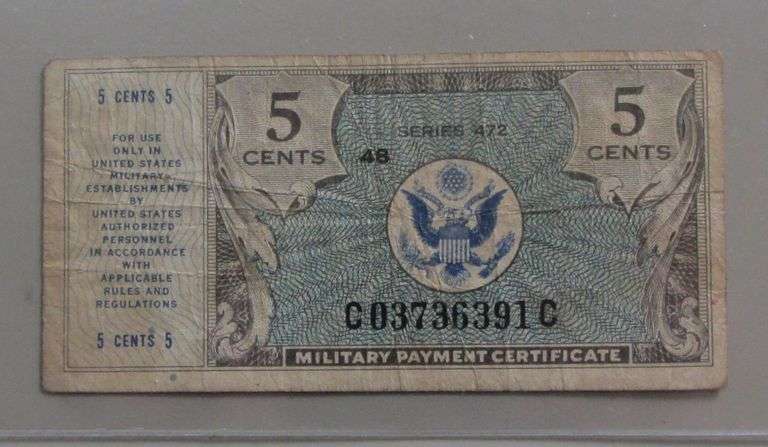 5 CENTS 5
FOR USE
ONLY IN
UNITED STATES
MILITARY
ESTABLISHMENTS
BY
UNITED STATES
AUTHORIZED
PERSONNEL
IN ACCORDANCE
WITH
APPLICABLE
RULES AND
REGULATIONS
5 CENTS 5
5
CENTS
SERIES 472
48
5
CENTS
C03736391C
MILITARY PAYMENT CERTIFICATE